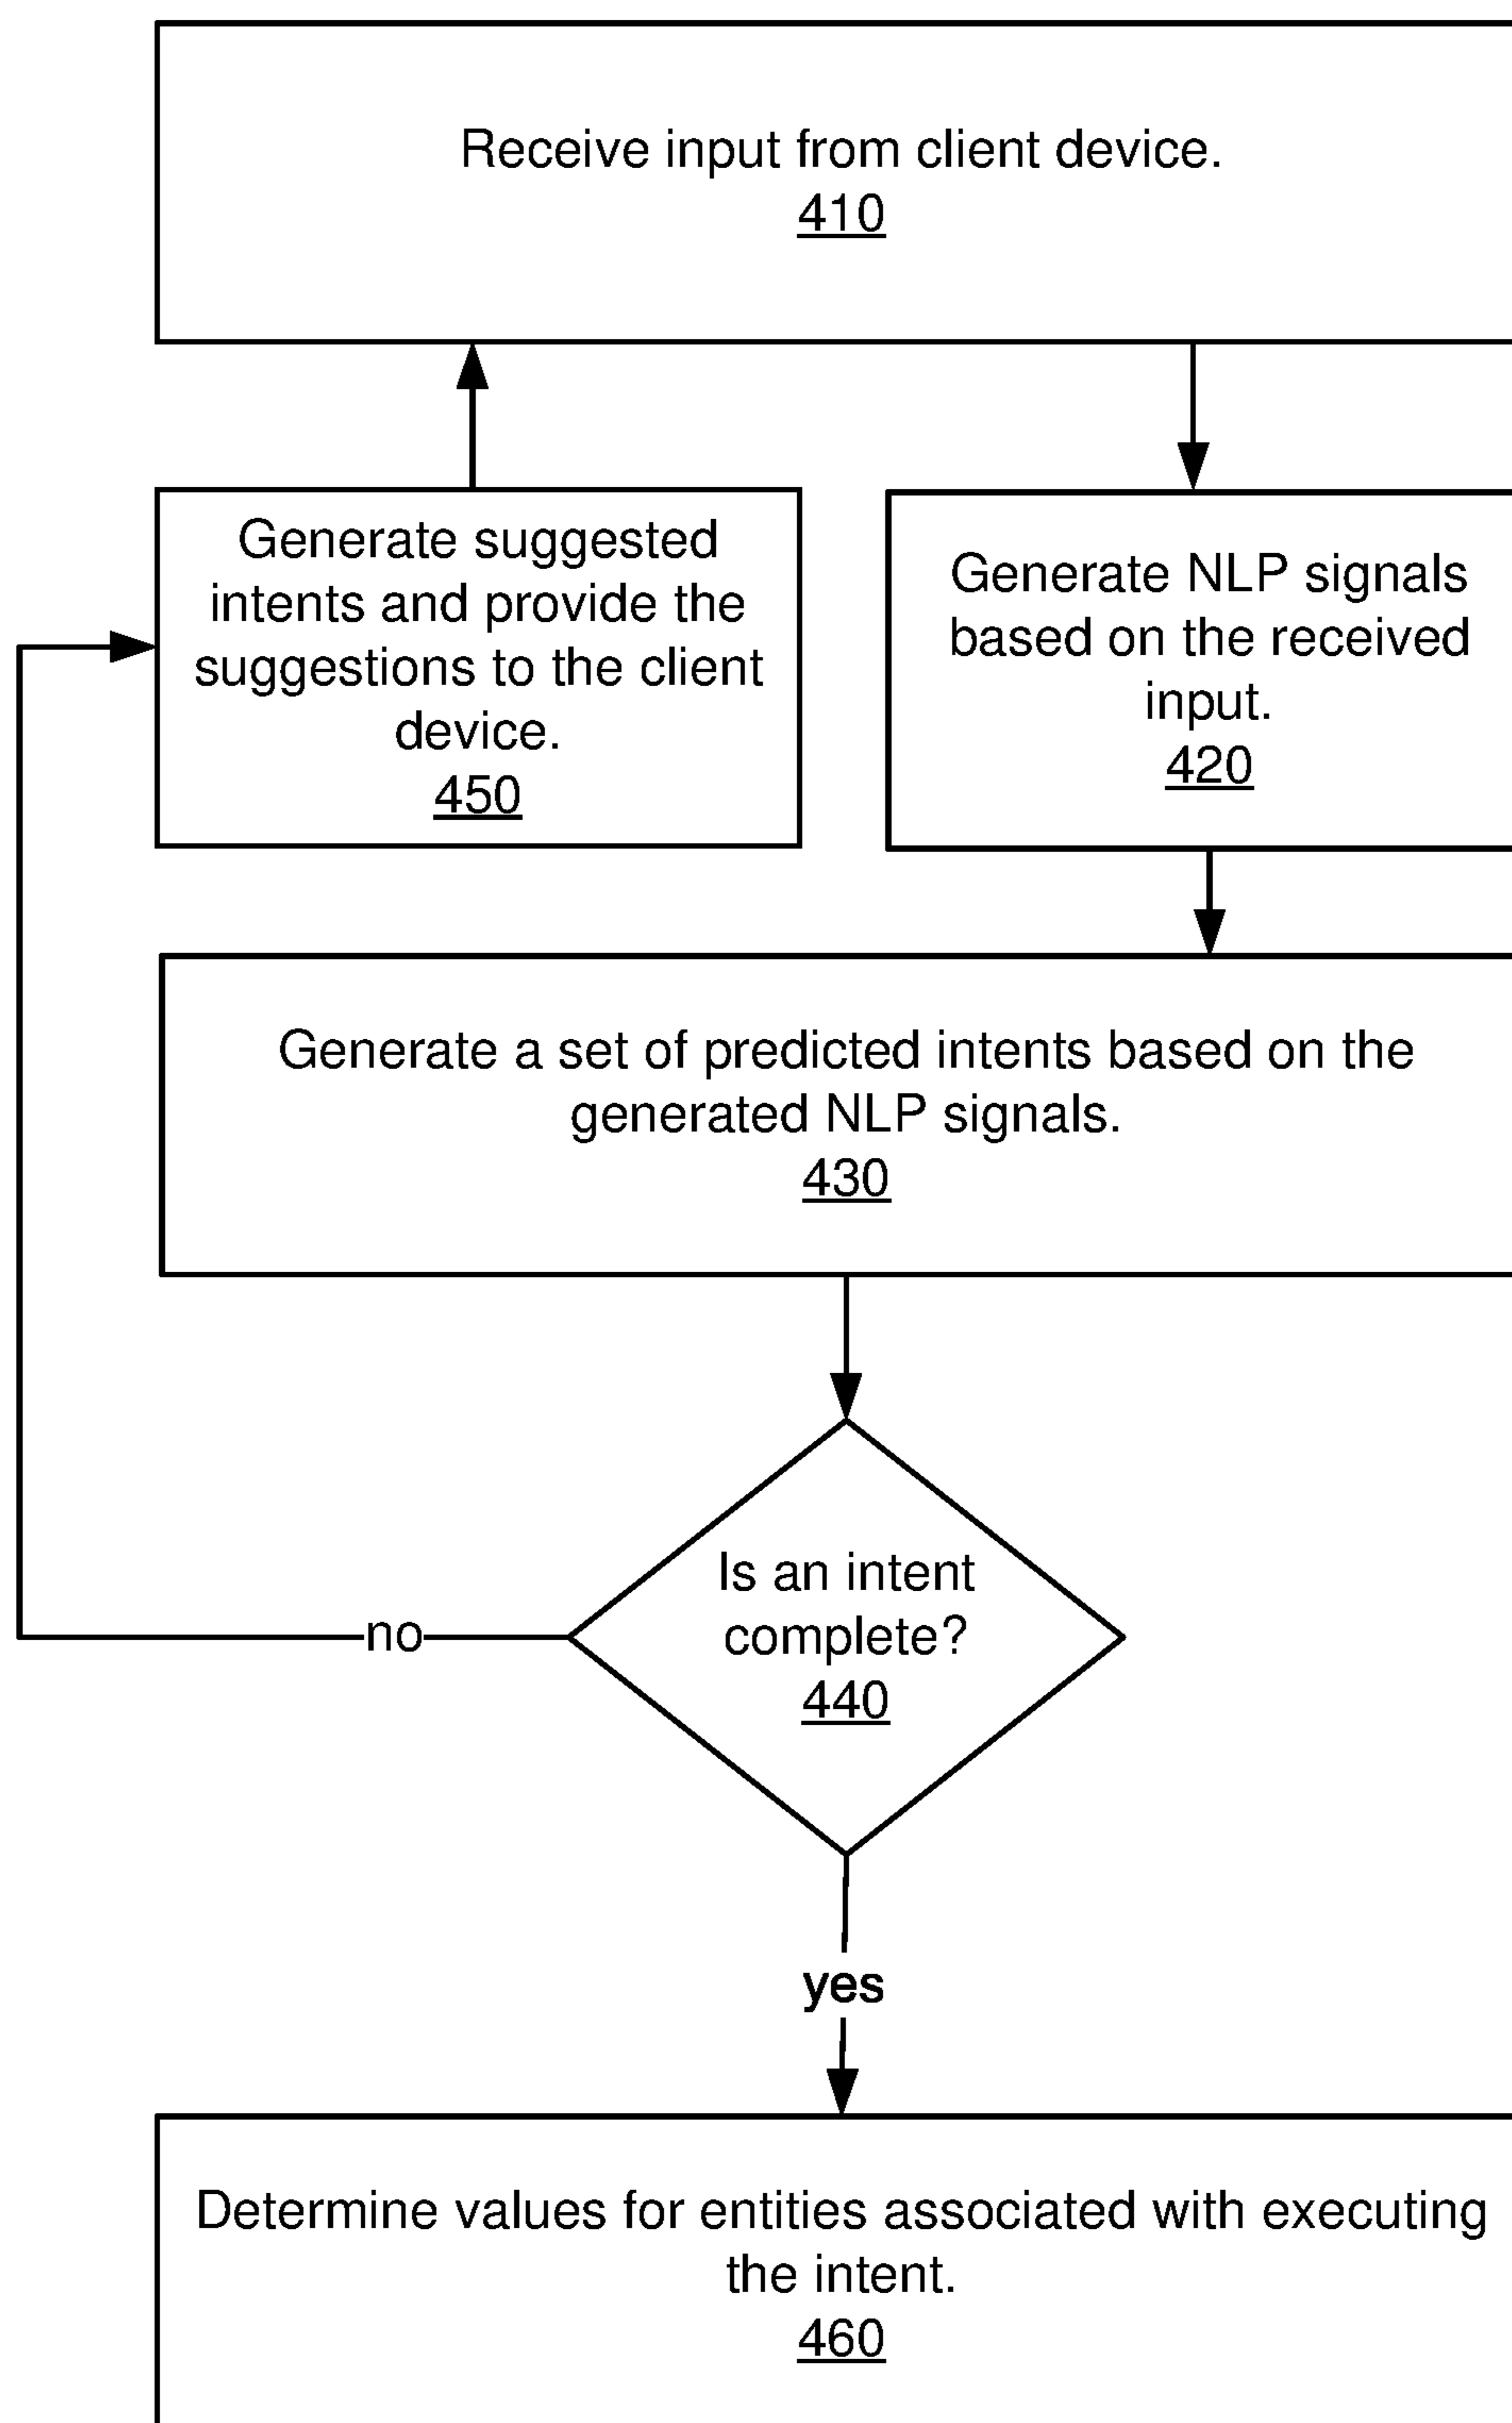 Receive input from client device.
410
Generate suggested
intents and provide the
suggestions to the client
device.
450
Generate NLP signals
based on the received
input.
420
Generate a set of predicted intents based on the
generated NLP signals.
430
Is an intent
complete?
440
no
yes
Determine values for entities associated with executing
the intent.
460